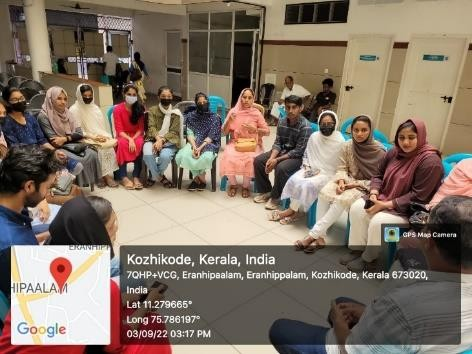 GPS Map Camera
ERANHIPP
HIPAALAM
Google
Kozhikode, Kerala, India
7QHP+VCG, Eranhipaalam, Eranhippalam, Kozhikode, Kerala 673020,
India
Lat 11.279665°
Long 75.786197°
03/09/22 03:17 PM